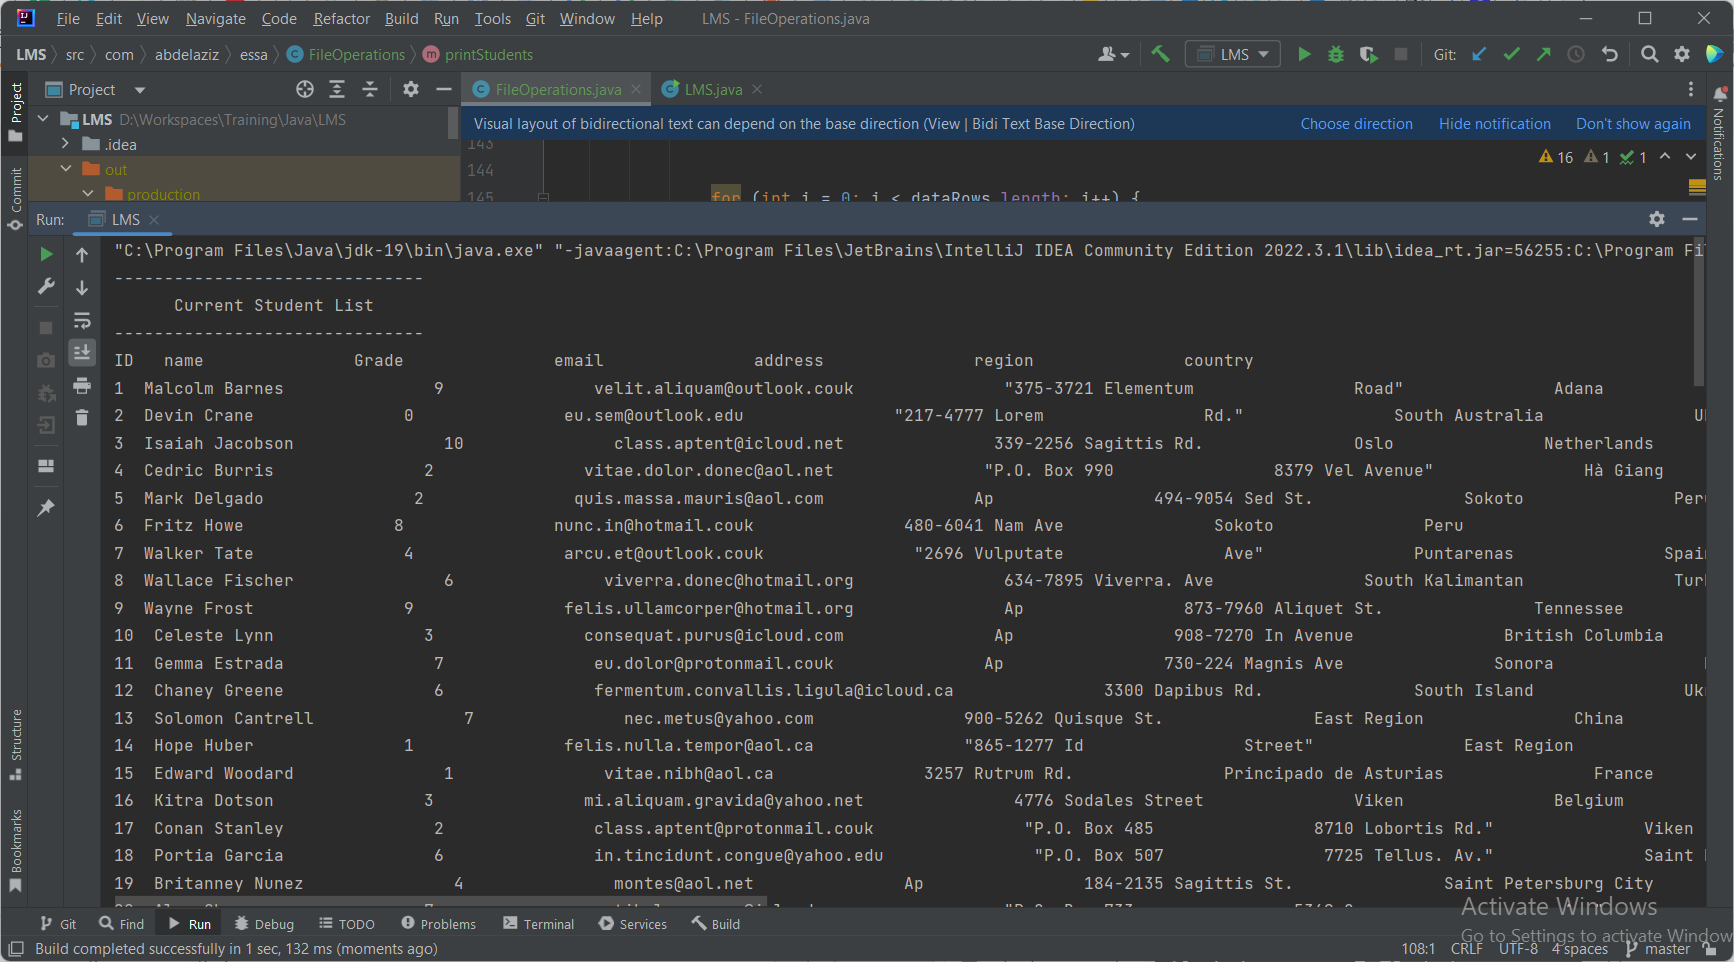 File Edit View Navigate Code Refactor Build Run Tools Git Window Help LMS - FileOperations.java
LMS src com abdelaziz essa FileOperations printStudents LMS Git:
Project FileOperations.java LMS.java
LMS D:\Workspaces\Training\Java\LMS
.idea
out
production
Visual layout of bidirectional text can depend on the base direction (View | Bidi Text Base Direction) Choose direction Hide notification Don't show again
143
16 1 1
144
145 for (int i = 0; i < dataRows.length; i++) {
Project
Commit
Structure
Bookmarks
Notifications
Run: LMS
"C:\Program Files\Java\jdk-19\bin\java.exe" "-javaagent:C:\Program Files\JetBrains\IntelliJ IDEA Community Edition 2022.3.1\lib\idea_rt.jar=56255:C:\Program Fi
-------------------------------
Current Student List
-------------------------------
ID name Grade email address region country
1 Malcolm Barnes 9 velit.aliquam@outlook.couk "375-3721 Elementum Road" Adana
2 Devin Crane 0 eu.sem@outlook.edu "217-4777 Lorem Rd." South Australia
3 Isaiah Jacobson 10 class.aptent@icloud.net 339-2256 Sagittis Rd. Oslo Netherlands
4 Cedric Burris 2 vitae.dolor.donec@aol.net "P.O. Box 990 8379 Vel Avenue" Hà Giang
5 Mark Delgado 2 quis.massa.mauris@aol.com Ap 494-9054 Sed St. Sokoto Per
6 Fritz Howe 8 nunc.in@hotmail.couk 480-6041 Nam Ave Sokoto Peru
7 Walker Tate 4 arcu.et@outlook.couk "2696 Vulputate Ave" Puntarenas Spai
8 Wallace Fischer 6 viverra.donec@hotmail.org 634-7895 Viverra. Ave South Kalimantan Tur
9 Wayne Frost 9 felis.ullamcorper@hotmail.org Ap 873-7960 Aliquet St. Tennessee
10 Celeste Lynn 3 consequat.purus@icloud.com Ap 908-7270 In Avenue British Columbia
11 Gemma Estrada 7 eu.dolor@protonmail.couk Ap 730-224 Magnis Ave Sonora
12 Chaney Greene 6 fermentum.convallis.ligula@icloud.ca 3300 Dapibus Rd. South Island Uk
13 Solomon Cantrell 7 nec.metus@yahoo.com 900-5262 Quisque St. East Region China
14 Hope Huber 1 felis.nulla.tempor@aol.ca "865-1277 Id Street" East Region
15 Edward Woodard 1 vitae.nibh@aol.ca 3257 Rutrum Rd. Principado de Asturias France
16 Kitra Dotson 3 mi.aliquam.gravida@yahoo.net 4776 Sodales Street Viken Belgium
17 Conan Stanley 2 class.aptent@protonmail.couk "P.O. Box 485 8710 Lobortis Rd." Viken
18 Portia Garcia 6 in.tincidunt.congue@yahoo.edu "P.O. Box 507 7725 Tellus. Av." Saint
19 Britanney Nunez 4 montes@aol.net Ap 184-2135 Sagittis St. Saint Petersburg City
Activate Windows
Go to Settings to activate Window
Git Find Run Debug TODO Problems Terminal Services Build
Build completed successfully in 1 sec, 132 ms (moments ago) 108:1 CRLF UTF-8 4 spaces master